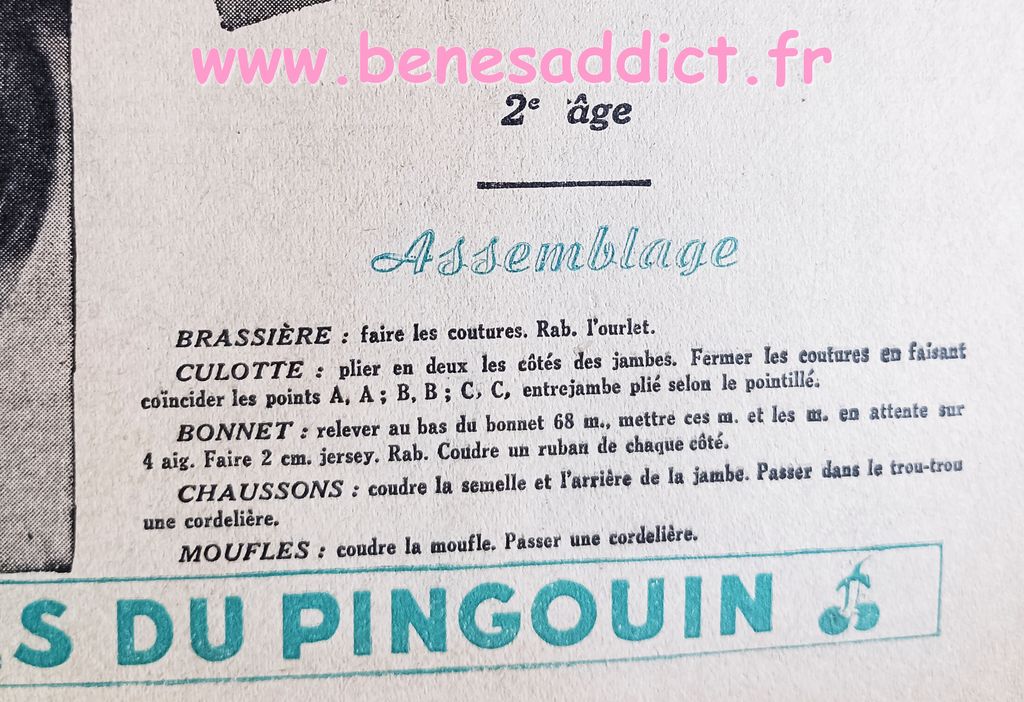 www.benesaddict.fr
2e âge
Assemblage
BRASSIÈRE : faire les coutures. Rab. l'ourlet.
CULOTTE : plier en deux les côtés des jambes. Fermer les coutures en faisant
coïncider les points A, A ; B, B ; C, C, entrejambe plié selon le pointillé.
BONNET : relever au bas du bonnet 68 m., mettre ces m. et les m. en attente sur
4 aig. Faire 2 cm. jersey. Rab. Coudre un ruban de chaque côté.
CHAUSSONS : coudre la semelle et l'arrière de la jambe. Passer dans le trou-trou
une cordelière.
MOUFLES : coudre la moufle. Passer une cordelière.
S DU PINGOUIN